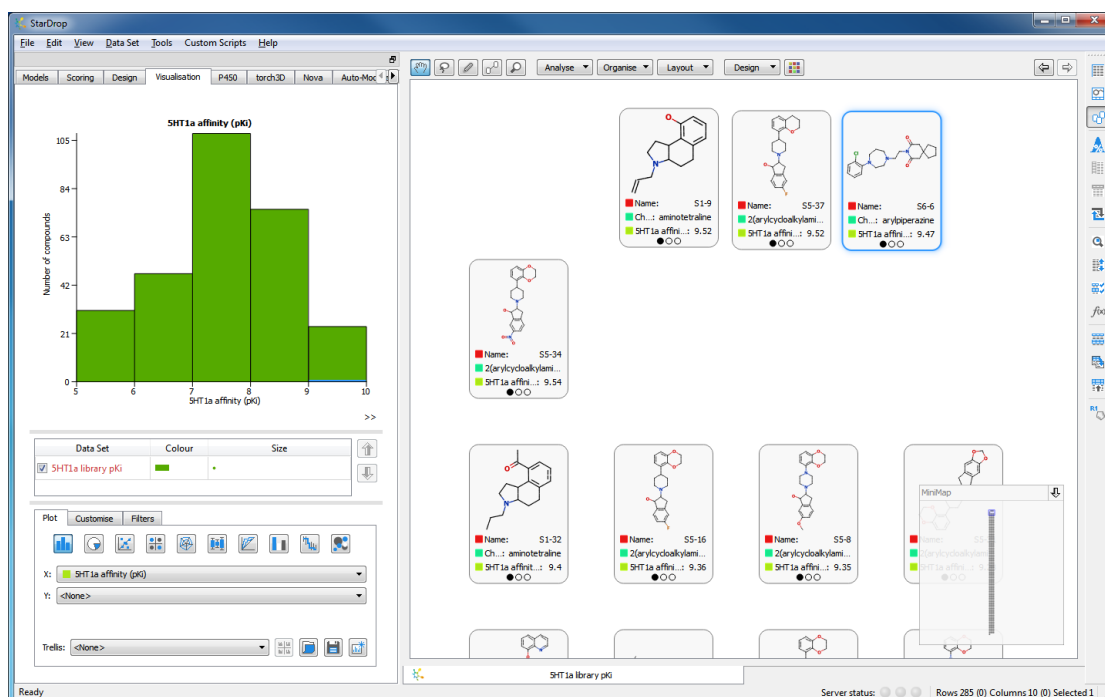 StarDrop
File Edit View Data Set Tools Custom Scripts Help
Models Scoring Design Visualisation P450 torch3D Nova
Analyse Organise Layout Design
5HT1a affinity (pKi)
Number of compounds
105
84
63
42
21
0
5 6 7 8 9 10
5HT1a affinity (pKi)
>>
Data Set Colour Size
5HT1a library pKi
Plot Customise Filters
X: 5HT1a affinity (pKi)
Y: <None>
Trellis: <None>
Name: S1-9
Ch...: aminotetraline
5HT1a affini...: 9.52
Name: S5-37
2(arylcycloalkylami...
5HT1a affini...: 9.52
Name: S6-6
Ch...: arylpiperazine
5HT1a affini...: 9.47
Name: S5-34
2(arylcycloalkylami...
5HT1a affini...: 9.54
Name: S1-32
Ch...: aminotetraline
5HT1a affinit...: 9.4
Name: S5-16
2(arylcycloalkylami...
5HT1a affini...: 9.36
Name: S5-8
2(arylcycloalkylami...
5HT1a affini...: 9.35
MiniMap
f(x)
R1
5HT1a library pKi
Ready
Server status: Rows 285 (0) Columns 10 (0) Selected 1